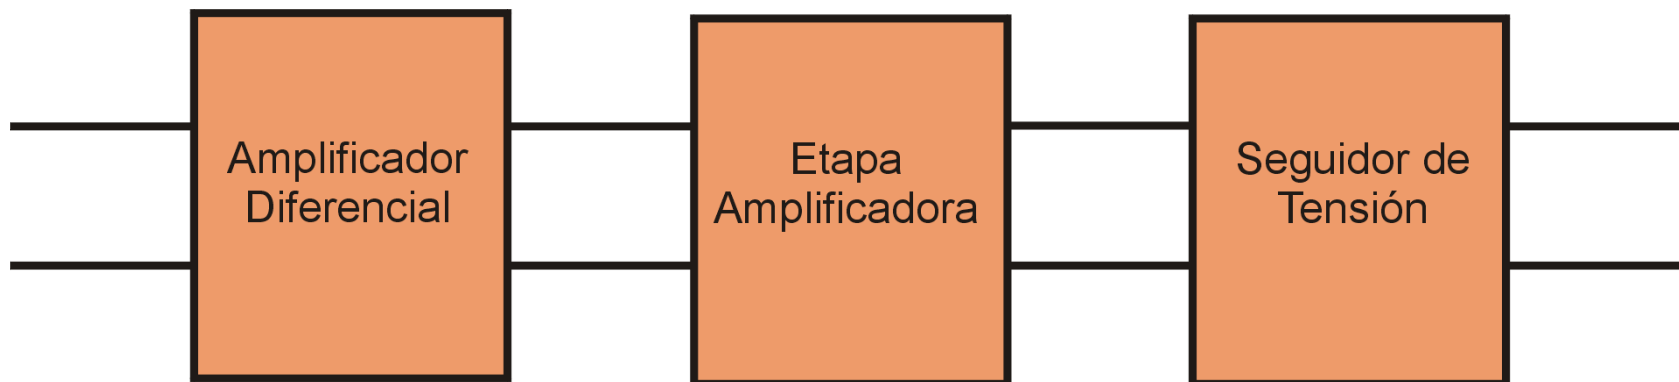 Amplificador
Diferencial
Etapa
Amplificadora
Seguidor de
Tensión